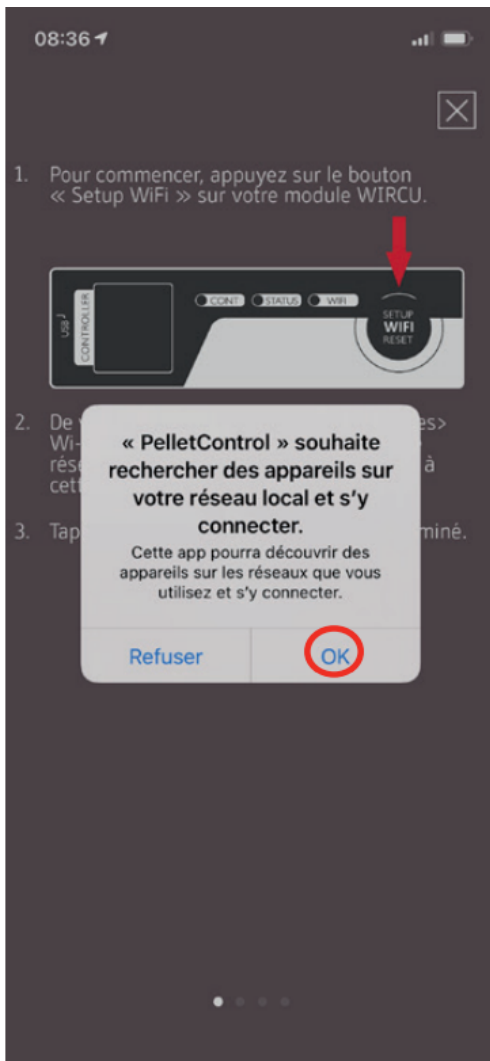 08:36
1. Pour commencer, appuyez sur le bouton
« Setup WiFi » sur votre module WIRCU.
USB
CONTROLLER
CONT
STATUS
WIFI
SETUP
WIFI
RESET
2. De
es>
Wi-
rése
à
cet
3. Tap
miné.
« PelletControl » souhaite
rechercher des appareils sur
votre réseau local et s’y
connecter.
Cette app pourra découvrir des
appareils sur les réseaux que vous
utilisez et s’y connecter.
Refuser
OK